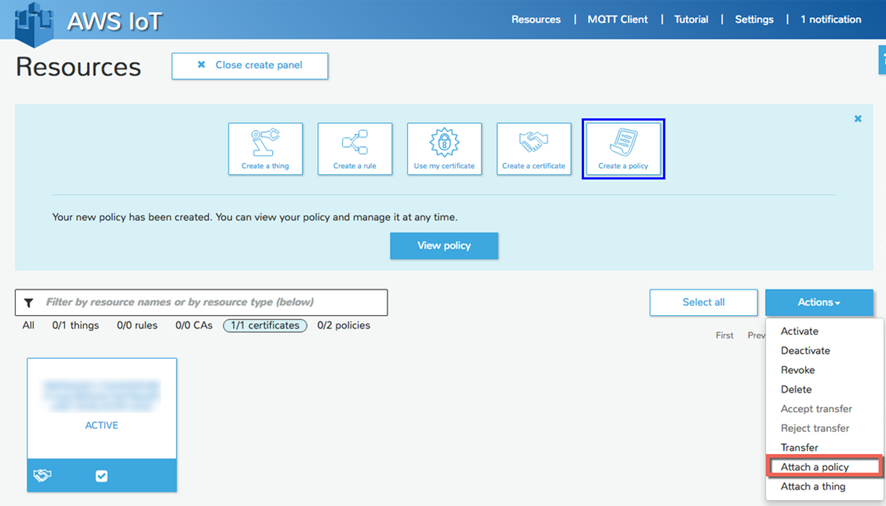 AWS IoT
Resources | MQTT Client | Tutorial | Settings | 1 notification
Resources
Close create panel
Create a thing
Create a rule
Use my certificate
Create a certificate
Create a policy
Your new policy has been created. You can view your policy and manage it at any time.
View policy
Filter by resource names or by resource type (below)
Select all
Actions
All 0/1 things 0/0 rules 0/0 CAs 1/1 certificates 0/2 policies
First Prev
Activate
Deactivate
Revoke
Delete
Accept transfer
Reject transfer
Transfer
Attach a policy
Attach a thing
ACTIVE